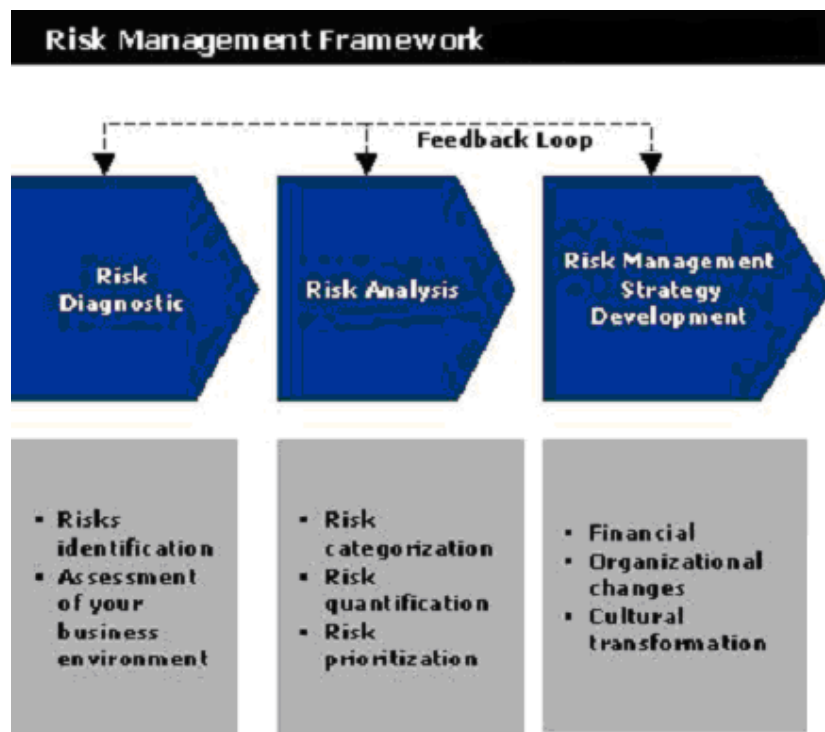 Risk Management Framework
Feedback Loop
Risk
Diagnostic
Risk Analysis
Risk Management
Strategy
Development
▪ Risks
identification
▪ Assessment
of your
business
environment
▪ Risk
categorization
▪ Risk
quantification
▪ Risk
prioritization
• Financial
• Organizational
changes
• Cultural
transformation